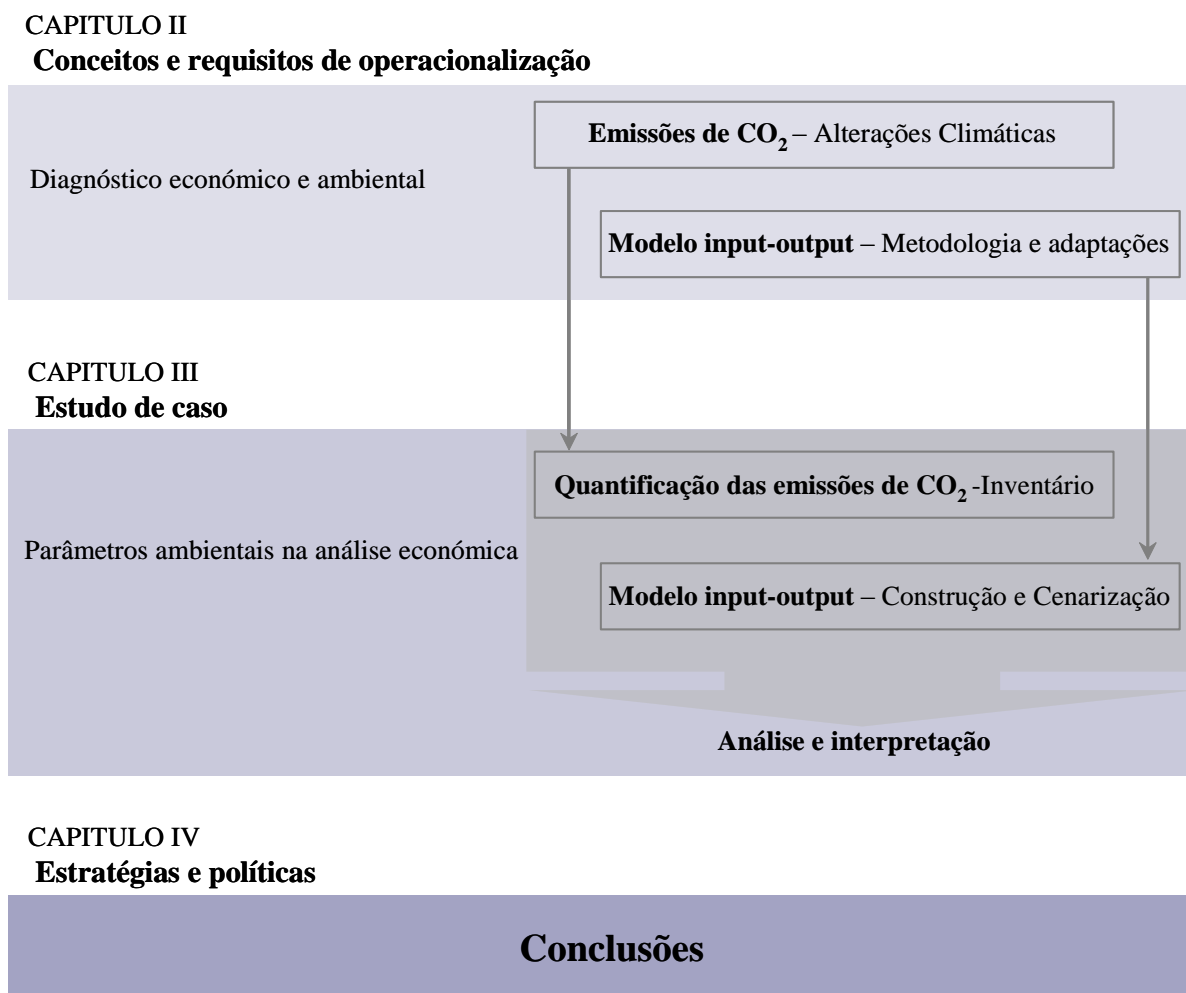 CAPITULO II
Conceitos e requisitos de operacionalização
Emissões de CO₂ – Alterações Climáticas
Diagnóstico económico e ambiental
Modelo input-output – Metodologia e adaptações
CAPITULO III
Estudo de caso
Quantificação das emissões de CO₂ -Inventário
Parâmetros ambientais na análise económica
Modelo input-output – Construção e Cenarização
Análise e interpretação
CAPITULO IV
Estratégias e políticas
Conclusões